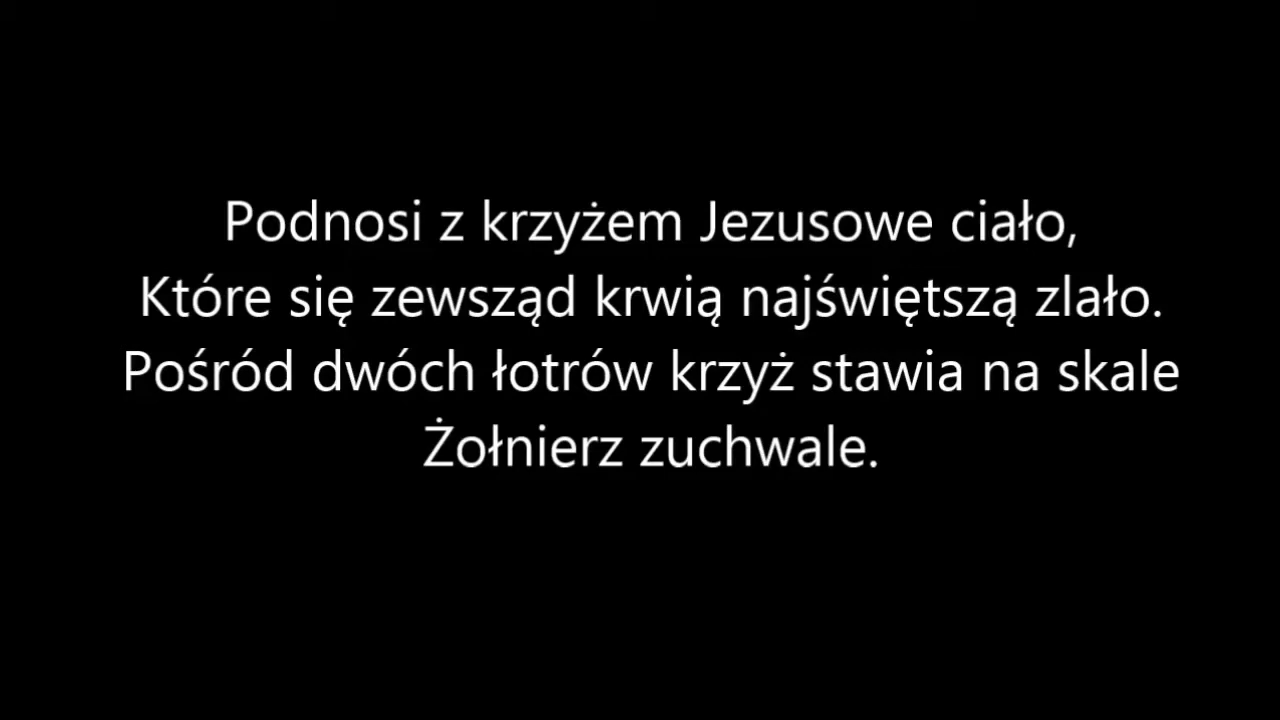 Podnosi z krzyżem Jezusowe ciało,
Które się zewsząd krwią najświętszą zlało.
Pośród dwóch łotrów krzyż stawia na skale
Żołnierz zuchwale.